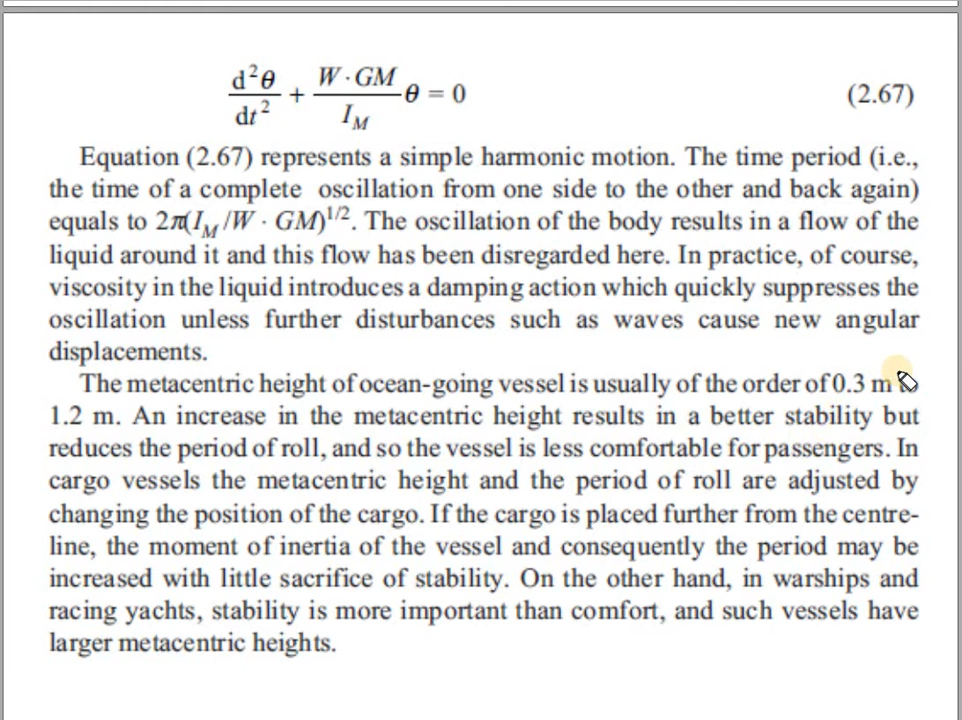 d²θ/dt² + W · GM/I_M θ = 0 (2.67)
Equation (2.67) represents a simple harmonic motion. The time period (i.e.,
the time of a complete oscillation from one side to the other and back again)
equals to 2π(I_M/W · GM)^1/2. The oscillation of the body results in a flow of the
liquid around it and this flow has been disregarded here. In practice, of course,
viscosity in the liquid introduces a damping action which quickly suppresses the
oscillation unless further disturbances such as waves cause new angular
displacements.
The metacentric height of ocean-going vessel is usually of the order of 0.3 m
1.2 m. An increase in the metacentric height results in a better stability but
reduces the period of roll, and so the vessel is less comfortable for passengers. In
cargo vessels the metacentric height and the period of roll are adjusted by
changing the position of the cargo. If the cargo is placed further from the centre-
line, the moment of inertia of the vessel and consequently the period may be
increased with little sacrifice of stability. On the other hand, in warships and
racing yachts, stability is more important than comfort, and such vessels have
larger metacentric heights.